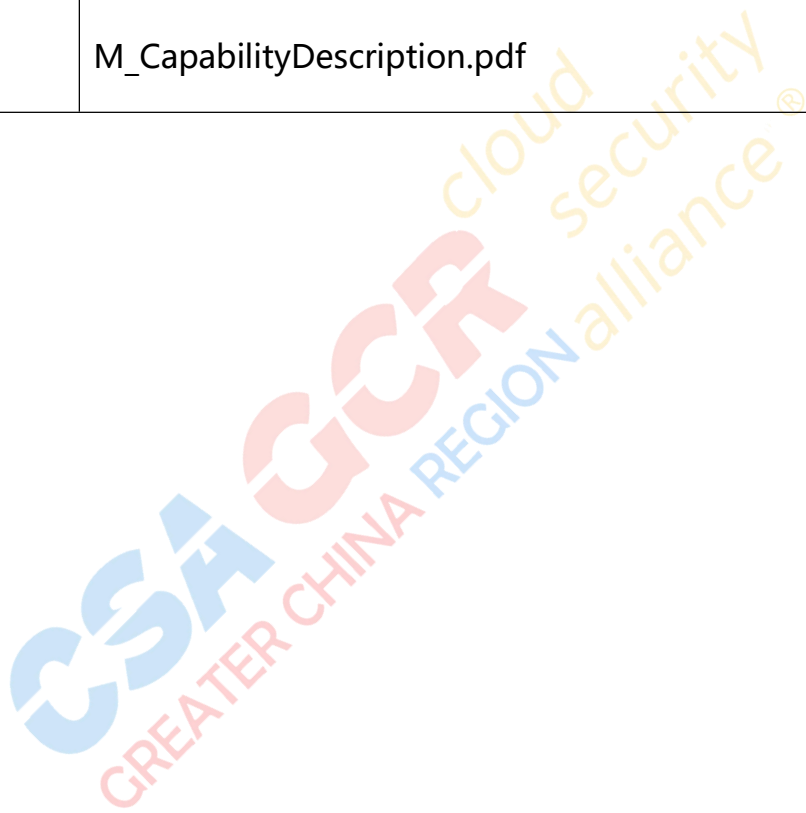 M_CapabilityDescription.pdf
cloud
security
alliance®
CSA GCR
GREATER CHINA REGION